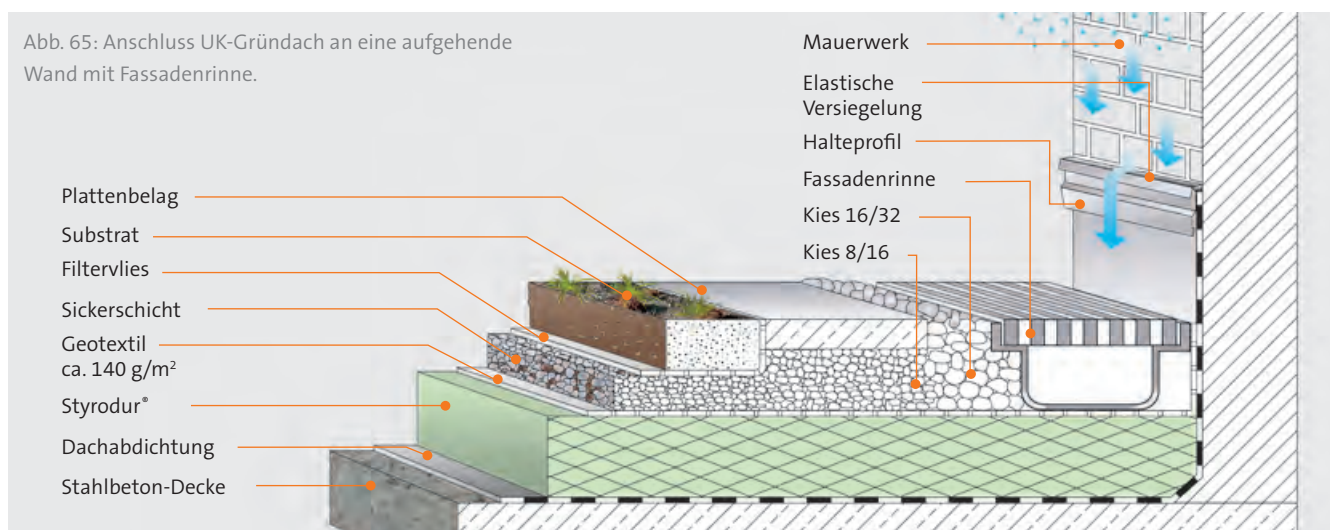 Abb. 65: Anschluss UK-Gründach an eine aufgehende
Wand mit Fassadenrinne.
Plattenbelag
Substrat
Filtervlies
Sickerschicht
Geotextil
ca. 140 g/m²
Styrodur®
Dachabdichtung
Stahlbeton-Decke
Mauerwerk
Elastische
Versiegelung
Halteprofil
Fassadenrinne
Kies 16/32
Kies 8/16